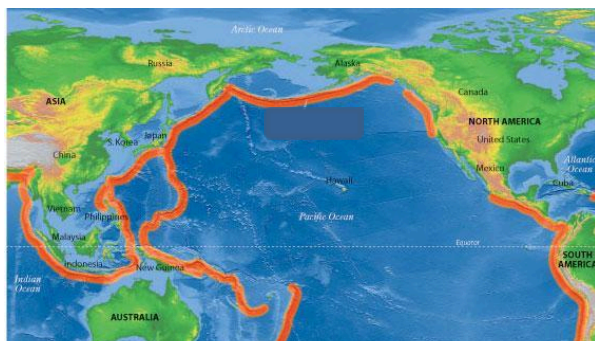 Arctic Ocean
Russia
Alaska
Canada
ASIA
NORTH AMERICA
Japan
S. Korea
United States
China
Atlantic
Ocean
Mexico
Hawaii
Cuba
Vietnam
Philippines
Pacific Ocean
Malaysia
Equator
Indonesia
New Guinea
SOUTH
AMERICA
Indian
Ocean
AUSTRALIA